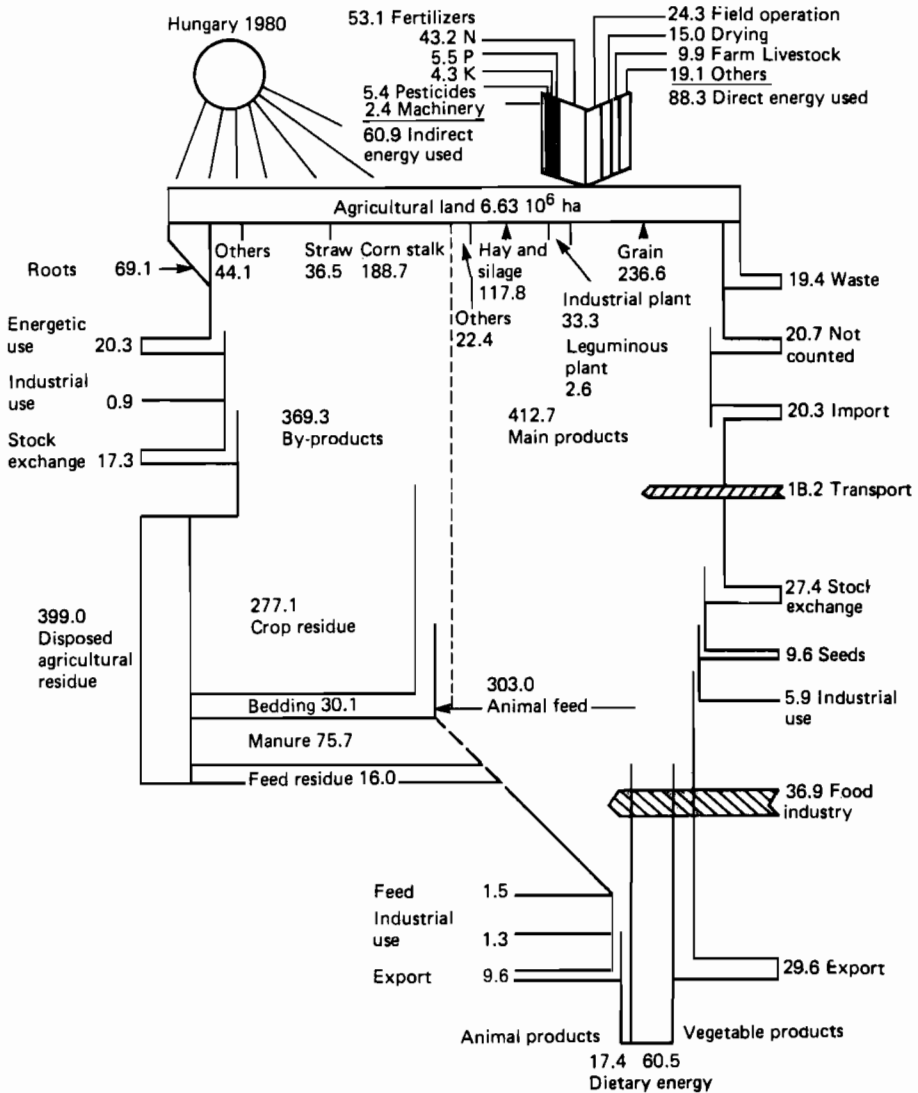 Hungary 1980
53.1 Fertilizers
43.2 N
5.5 P
4.3 K
5.4 Pesticides
2.4 Machinery
60.9 Indirect
energy used
24.3 Field operation
15.0 Drying
9.9 Farm Livestock
19.1 Others
88.3 Direct energy used
Agricultural land 6.63 10⁶ ha
Roots 69.1
Others
44.1
Straw
36.5
Corn stalk
188.7
Others
22.4
Hay and
silage
117.8
Industrial plant
33.3
Leguminous
plant
2.6
Grain
236.6
19.4 Waste
20.7 Not
counted
20.3 Import
1B.2 Transport
27.4 Stock
exchange
9.6 Seeds
5.9 Industrial
use
36.9 Food
industry
29.6 Export
Energetic
use 20.3
Industrial
use 0.9
Stock
exchange 17.3
369.3
By-products
412.7
Main products
399.0
Disposed
agricultural
residue
277.1
Crop residue
Bedding 30.1
Manure 75.7
Feed residue 16.0
303.0
Animal feed
Feed 1.5
Industrial
use 1.3
Export 9.6
Animal products
Vegetable products
17.4 60.5
Dietary energy